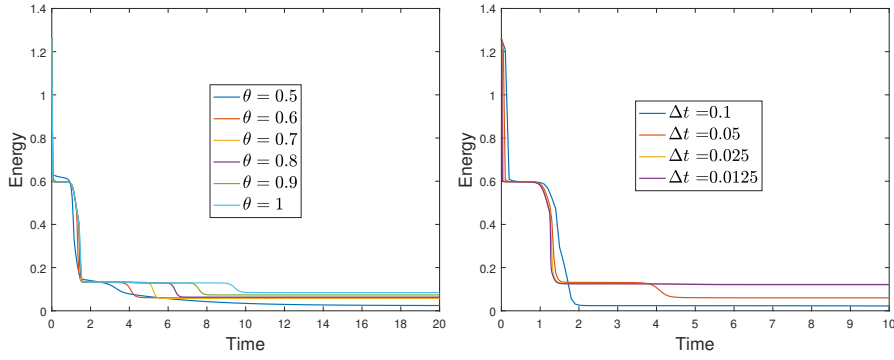 1.4
1.2
1
0.8
0.6
0.4
0.2
0
Energy
θ = 0.5
θ = 0.6
θ = 0.7
θ = 0.8
θ = 0.9
θ = 1
0 2 4 6 8 10 12 14 16 18 20
Time
1.4
1.2
1
0.8
0.6
0.4
0.2
0
Energy
Δt =0.1
Δt =0.05
Δt =0.025
Δt =0.0125
0 1 2 3 4 5 6 7 8 9 10
Time